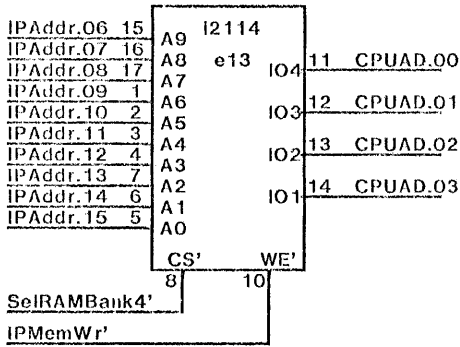 IPAddr.06 15 A9 i2114
IPAddr.07 16 A8 e13
IPAddr.08 17 A7 IO4 11 CPUAD.00
IPAddr.09 1 A6
IPAddr.10 2 A5 IO3 12 CPUAD.01
IPAddr.11 3 A4
IPAddr.12 4 A3 IO2 13 CPUAD.02
IPAddr.13 7 A2
IPAddr.14 6 A1 IO1 14 CPUAD.03
IPAddr.15 5 A0
CS' WE'
8 10
SelRAMBank4'
IPMemWr'